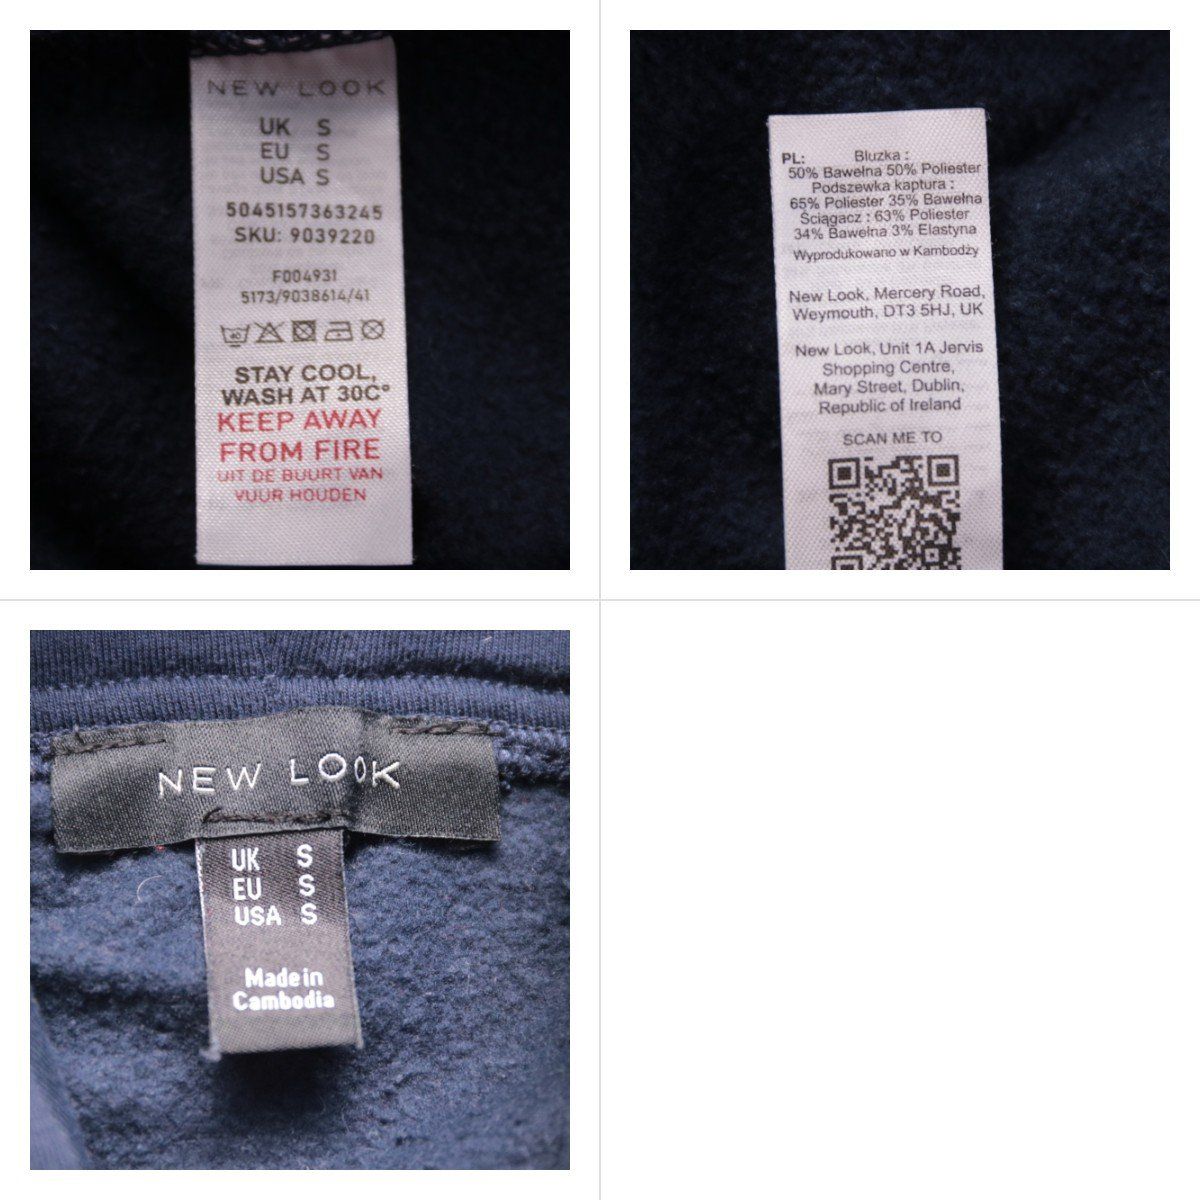 NEW LOOK
UK S
EU S
USA S
5045157363245
SKU: 9039220
F004931
5173/9038614/41
40
STAY COOL,
WASH AT 30C°
KEEP AWAY
FROM FIRE
UIT DE BUURT VAN
VUUR HOUDEN
PL: Bluzka :
50% Bawełna 50% Poliester
Podszewka kaptura :
65% Poliester 35% Bawełna
Ściągacz : 63% Poliester
34% Bawełna 3% Elastyna
Wyprodukowano w Kambodży
New Look, Mercery Road,
Weymouth, DT3 5HJ, UK
New Look, Unit 1A Jervis
Shopping Centre,
Mary Street, Dublin,
Republic of Ireland
SCAN ME TO
NEW LOOK
UK S
EU S
USA S
Made in
Cambodia